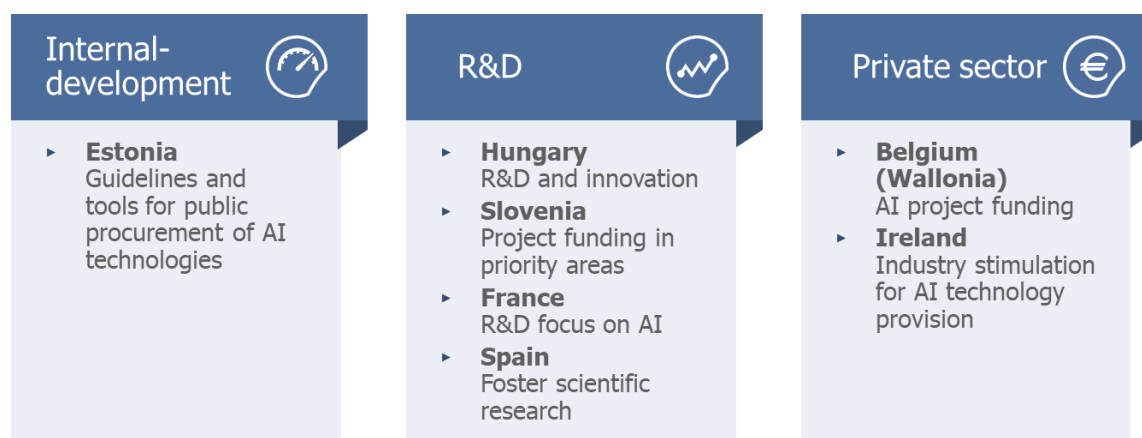 Internal-
development
▸ Estonia
Guidelines and
tools for public
procurement of AI
technologies
R&D
▸ Hungary
R&D and innovation
▸ Slovenia
Project funding in
priority areas
▸ France
R&D focus on AI
▸ Spain
Foster scientific
research
Private sector
€
▸ Belgium
(Wallonia)
AI project funding
▸ Ireland
Industry stimulation
for AI technology
provision